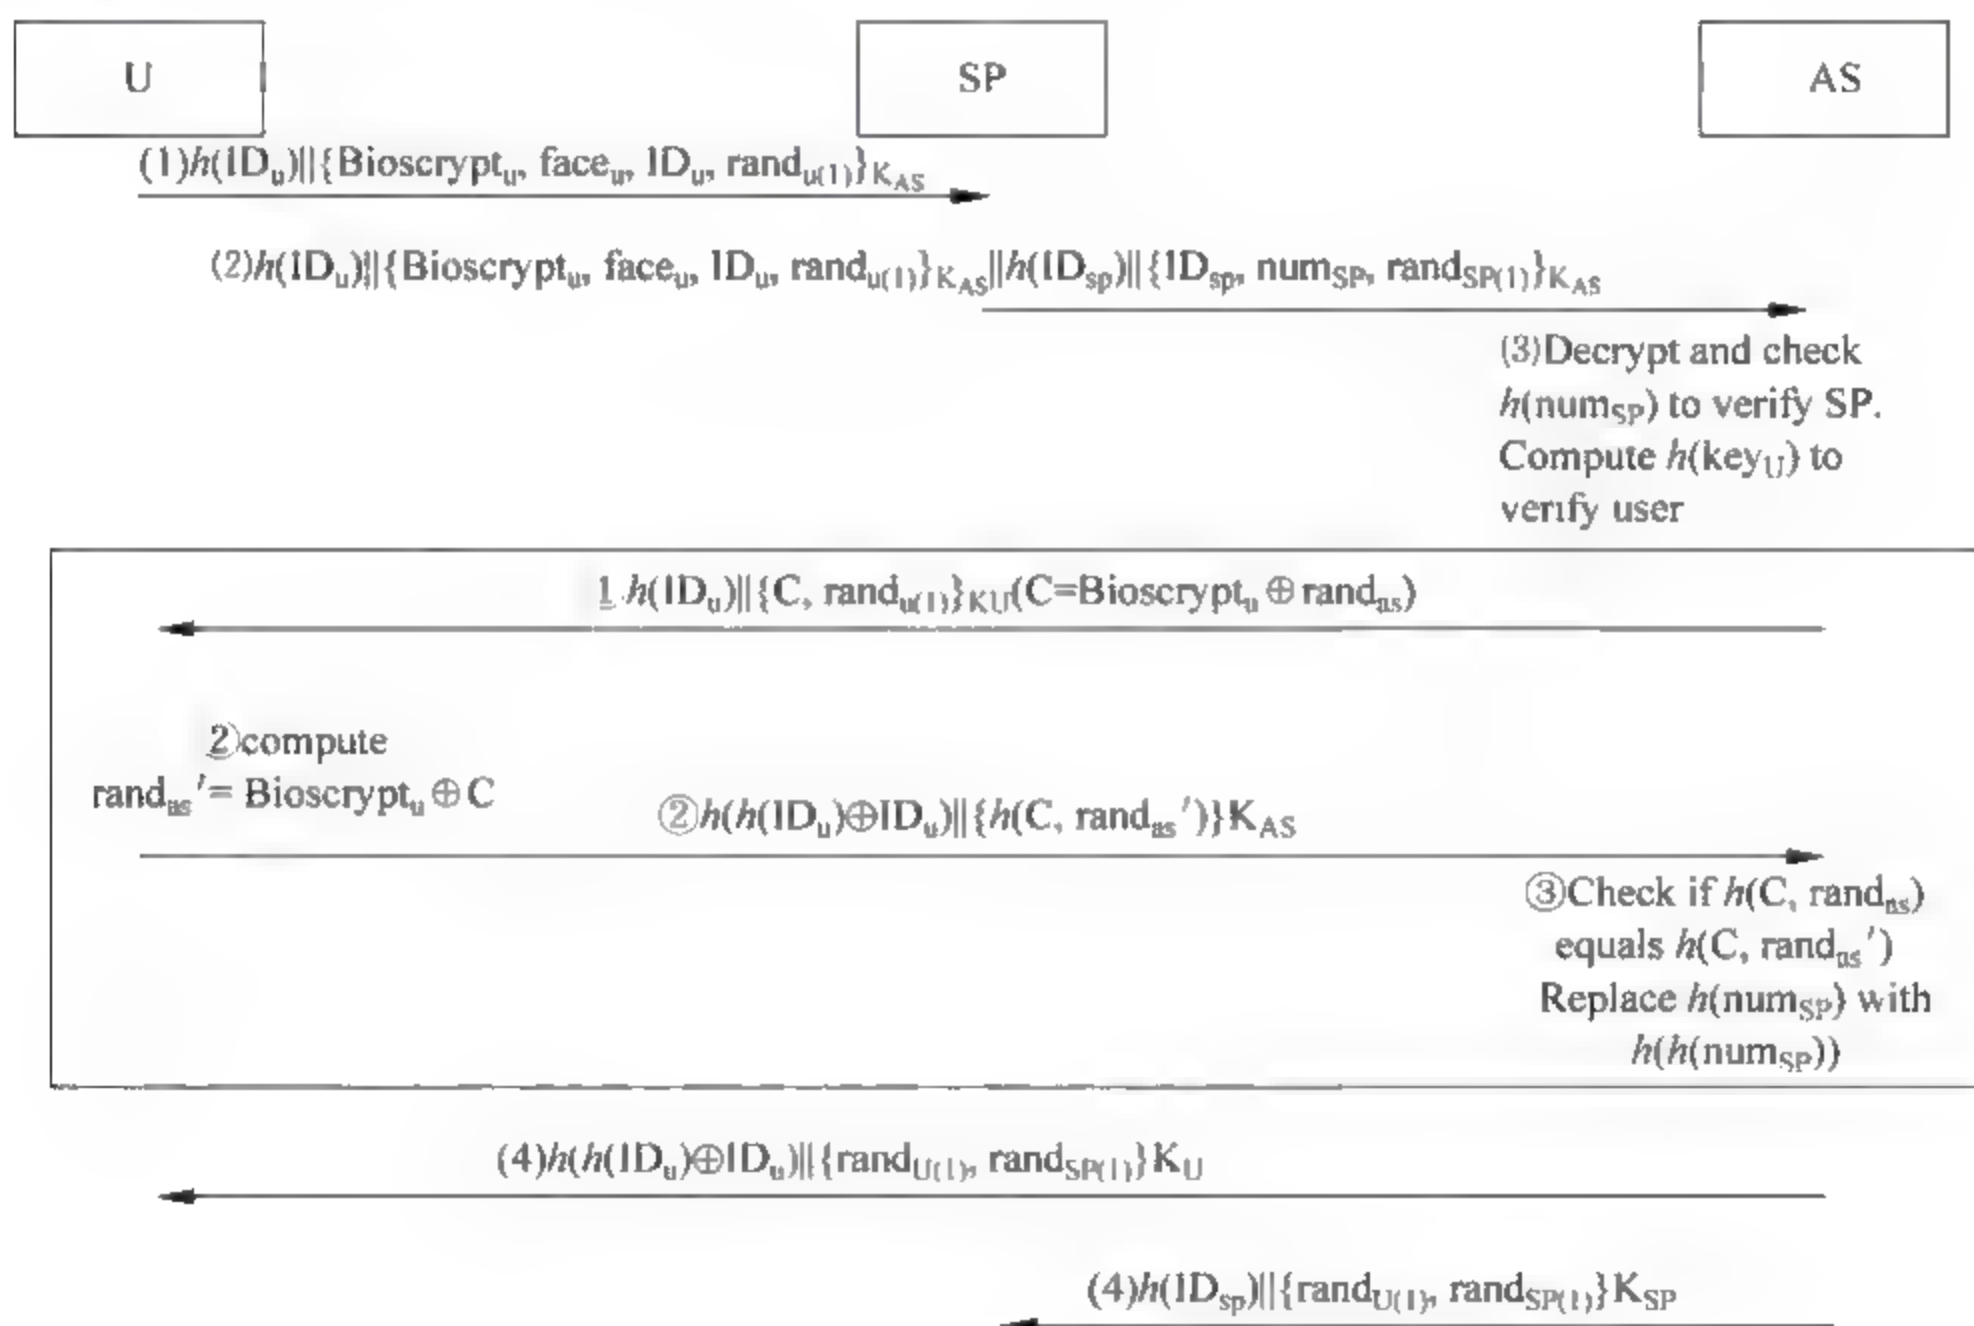 U
SP
AS
(1)h(ID_u)||{Bioscrypt_u, face_u, ID_u, rand_u(1)}K_AS
(2)h(ID_u)||{Bioscrypt_u, face_u, ID_u, rand_u(1)}K_AS||h(ID_sp)||{ID_sp, num_SP, rand_SP(1)}K_AS
(3)Decrypt and check
h(num_SP) to verify SP.
Compute h(key_U) to
verify user
1 h(ID_u)||{C, rand_u(1)}KU(C=Bioscrypt_u⊕rand_as)
②compute
rand_as′= Bioscrypt_u⊕C
②h(h(ID_u)⊕ID_u)||{h(C, rand_as′)}K_AS
③Check if h(C, rand_as)
equals h(C, rand_as′)
Replace h(num_SP) with
h(h(num_SP))
(4)h(h(ID_u)⊕ID_u)||{rand_U(1), rand_SP(1)}K_U
(4)h(ID_sp)||{rand_U(1), rand_SP(1)}K_SP